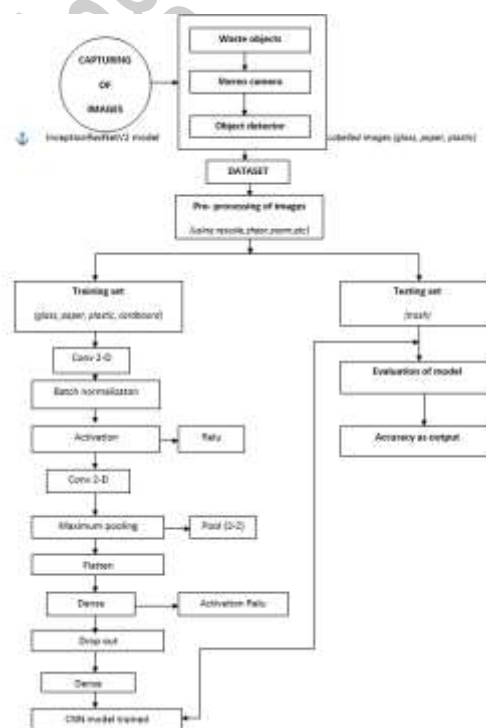 CAPTURING
OF
IMAGES
Waste objects
Stereo camera
Object detector
InceptionResNetV2 model
Labelled images (glass, paper, plastic)
DATASET
Pre- processing of images
(using rescale,shear,zoom,etc)
Training set
(glass, paper, plastic, cardboard)
Testing set
(trash)
Conv 2-D
Batch normalization
Activation
Relu
Conv 2-D
Maximum pooling
Pool (2-2)
Flatten
Dense
Activation Relu
Drop out
Dense
CNN model trained
Evaluation of model
Accuracy as output